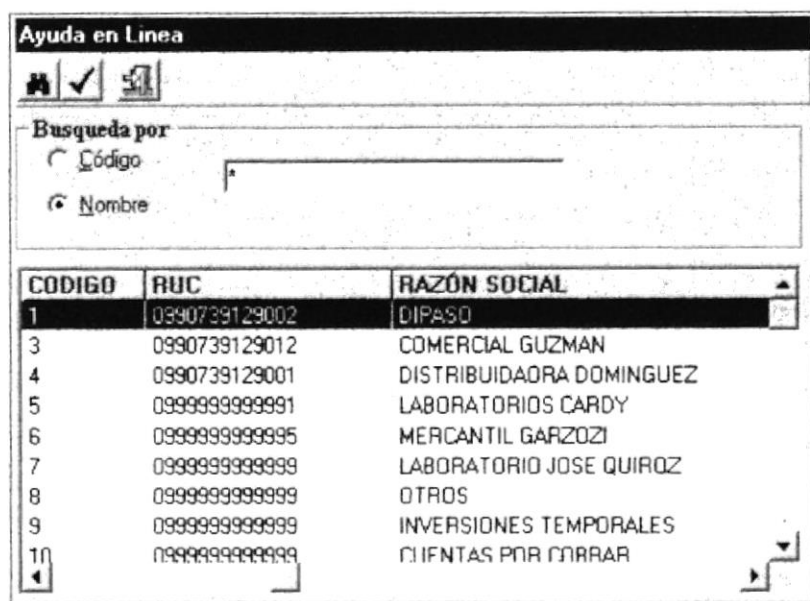 Ayuda en Linea
Busqueda por
Código
*
Nombre
CODIGO RUC RAZÓN SOCIAL
1 0990739129002 DIPASO
3 0990739129012 COMERCIAL GUZMAN
4 0990739129001 DISTRIBUIDAORA DOMINGUEZ
5 0999999999991 LABORATORIOS CARDY
6 0999999999995 MERCANTIL GARZOZI
7 0999999999999 LABORATORIO JOSE QUIROZ
8 0999999999999 OTROS
9 0999999999999 INVERSIONES TEMPORALES
10 0999999999999 CUENTAS POR COBRAR